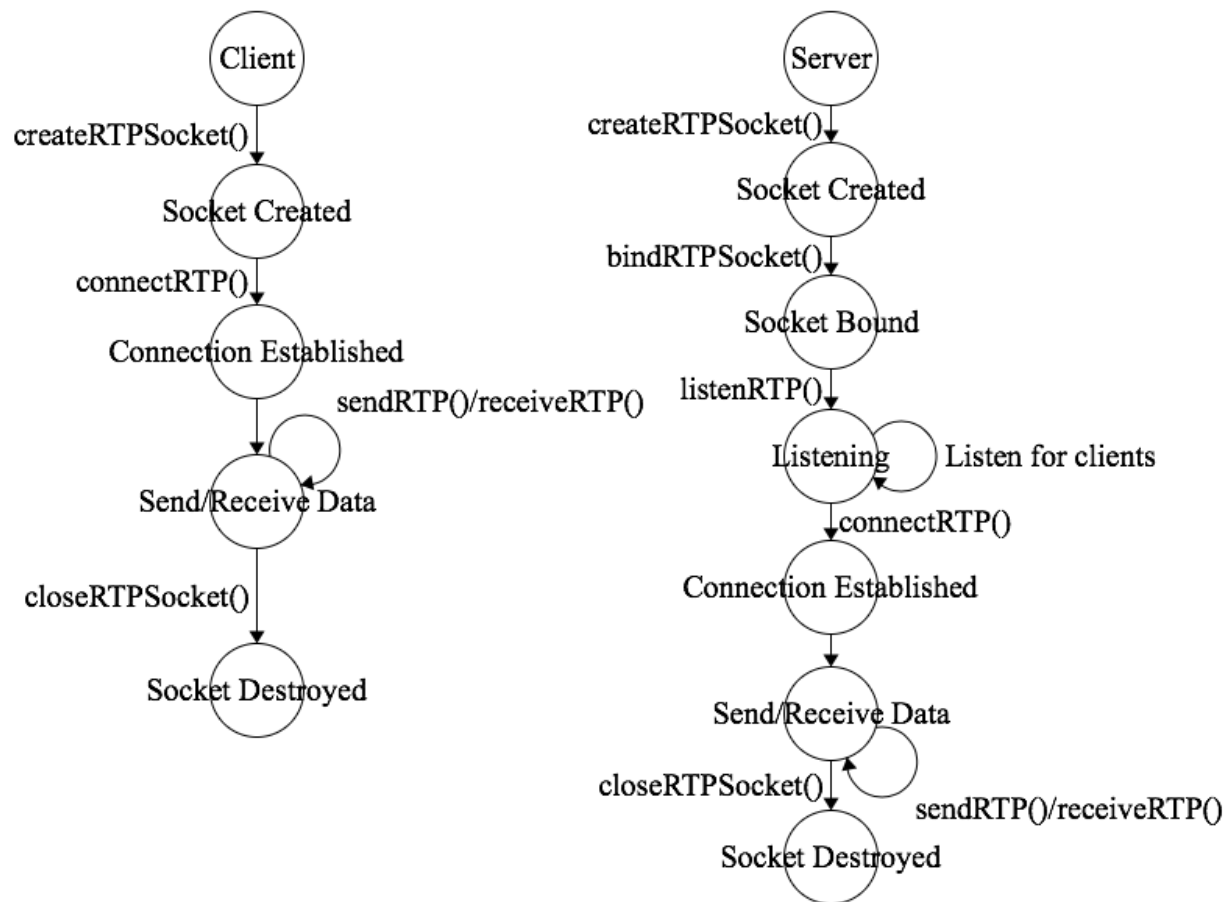 Client
createRTPSocket()
Socket Created
connectRTP()
Connection Established
sendRTP()/receiveRTP()
Send/Receive Data
closeRTPSocket()
Socket Destroyed
Server
createRTPSocket()
Socket Created
bindRTPSocket()
Socket Bound
listenRTP()
Listening
Listen for clients
connectRTP()
Connection Established
Send/Receive Data
closeRTPSocket()
sendRTP()/receiveRTP()
Socket Destroyed